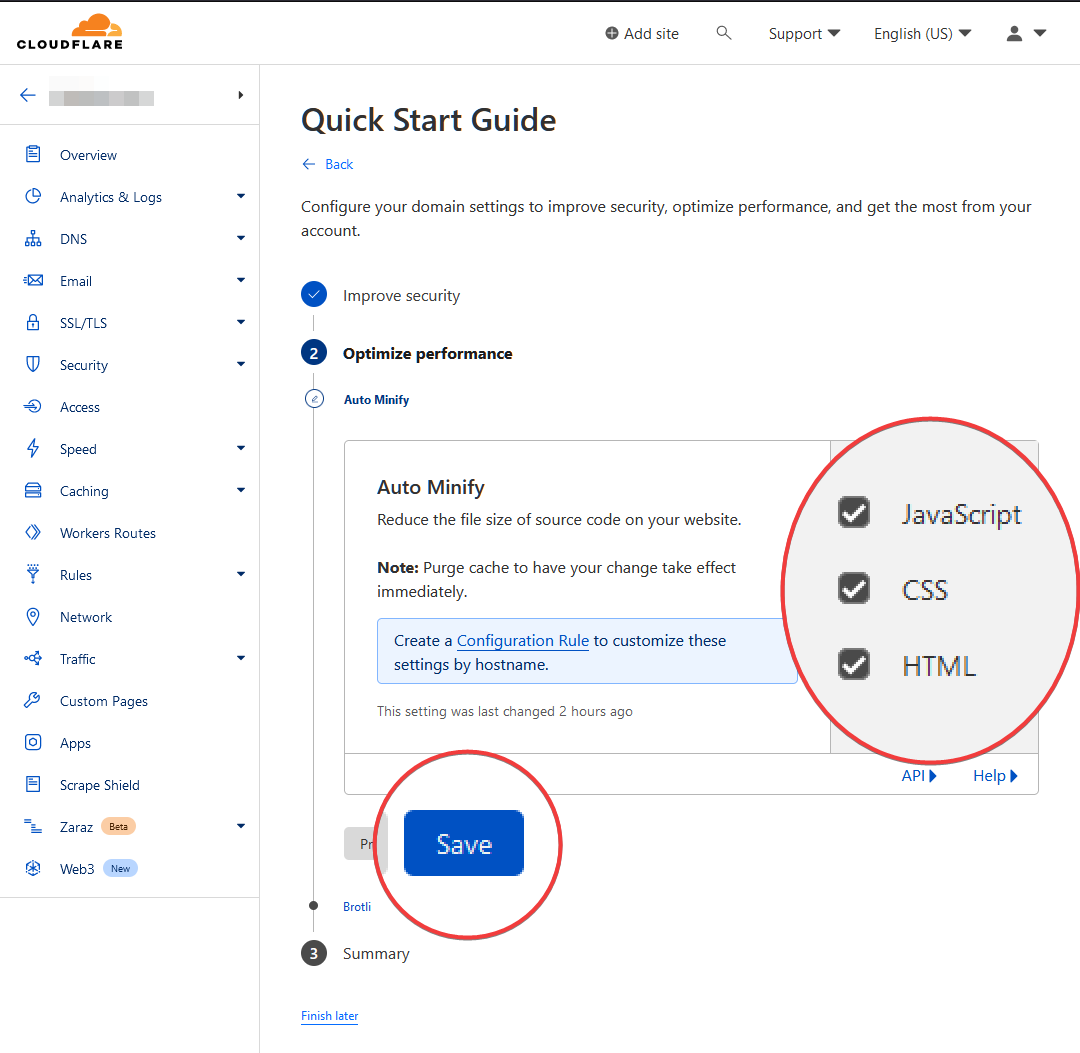 CLOUDFLARE
Add site
Support
English (US)
Overview
Analytics & Logs
DNS
Email
SSL/TLS
Security
Access
Speed
Caching
Workers Routes
Rules
Network
Traffic
Custom Pages
Apps
Scrape Shield
Zaraz Beta
Web3 New
Quick Start Guide
Back
Configure your domain settings to improve security, optimize performance, and get the most from your
account.
Improve security
2 Optimize performance
Auto Minify
Auto Minify
Reduce the file size of source code on your website.
Note: Purge cache to have your change take effect
immediately.
Create a Configuration Rule to customize these
settings by hostname.
This setting was last changed 2 hours ago
JavaScript
CSS
HTML
API
Help
Pr
Save
Brotli
3 Summary
Finish later